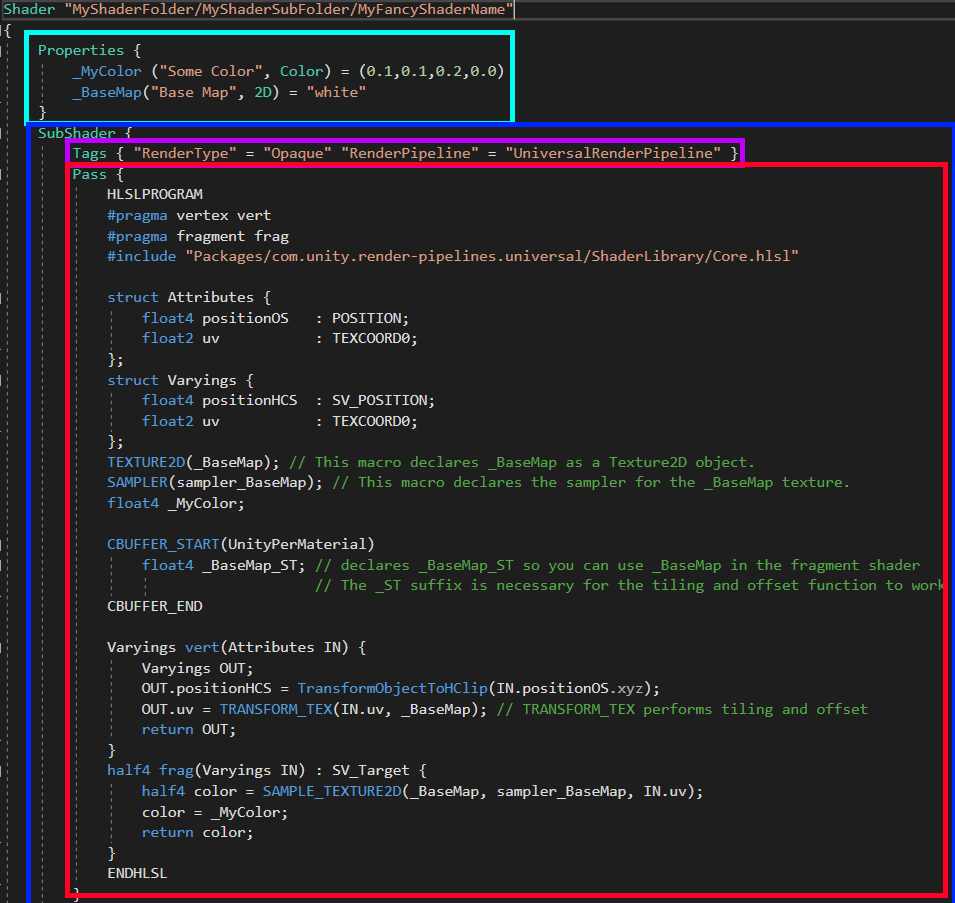 Shader "MyShaderFolder/MyShaderSubFolder/MyFancyShaderName"
{
Properties {
_MyColor ("Some Color", Color) = (0.1,0.1,0.2,0.0)
_BaseMap("Base Map", 2D) = "white"
}
SubShader {
Tags { "RenderType" = "Opaque" "RenderPipeline" = "UniversalRenderPipeline" }
Pass {
HLSLPROGRAM
#pragma vertex vert
#pragma fragment frag
#include "Packages/com.unity.render-pipelines.universal/ShaderLibrary/Core.hlsl"
struct Attributes {
float4 positionOS : POSITION;
float2 uv : TEXCOORD0;
};
struct Varyings {
float4 positionHCS : SV_POSITION;
float2 uv : TEXCOORD0;
};
TEXTURE2D(_BaseMap); // This macro declares _BaseMap as a Texture2D object.
SAMPLER(sampler_BaseMap); // This macro declares the sampler for the _BaseMap texture.
float4 _MyColor;
CBUFFER_START(UnityPerMaterial)
float4 _BaseMap_ST; // declares _BaseMap_ST so you can use _BaseMap in the fragment shader
// The _ST suffix is necessary for the tiling and offset function to work
CBUFFER_END
Varyings vert(Attributes IN) {
Varyings OUT;
OUT.positionHCS = TransformObjectToHClip(IN.positionOS.xyz);
OUT.uv = TRANSFORM_TEX(IN.uv, _BaseMap); // TRANSFORM_TEX performs tiling and offset
return OUT;
}
half4 frag(Varyings IN) : SV_Target {
half4 color = SAMPLE_TEXTURE2D(_BaseMap, sampler_BaseMap, IN.uv);
color = _MyColor;
return color;
}
ENDHLSL
}